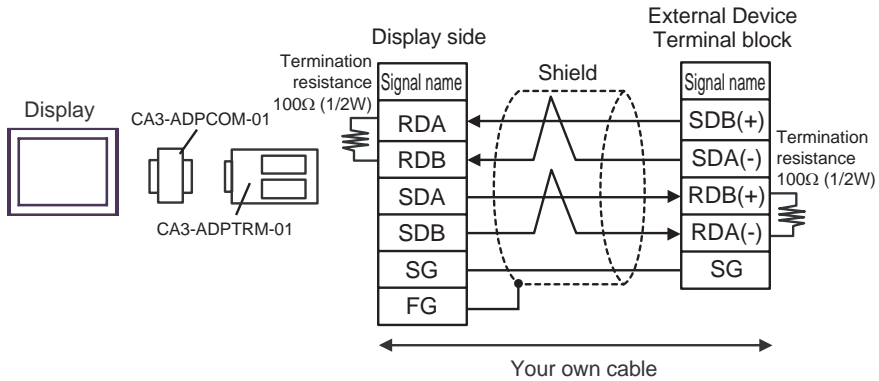 External Device
Terminal block
Display side
Termination
resistance
100Ω (1/2W)
Shield
Signal name
Signal name
Display
CA3-ADPCOM-01
RDA
SDB(+)
RDB
SDA(-)
Termination
resistance
100Ω (1/2W)
SDA
RDB(+)
CA3-ADPTRM-01
SDB
RDA(-)
SG
SG
FG
Your own cable